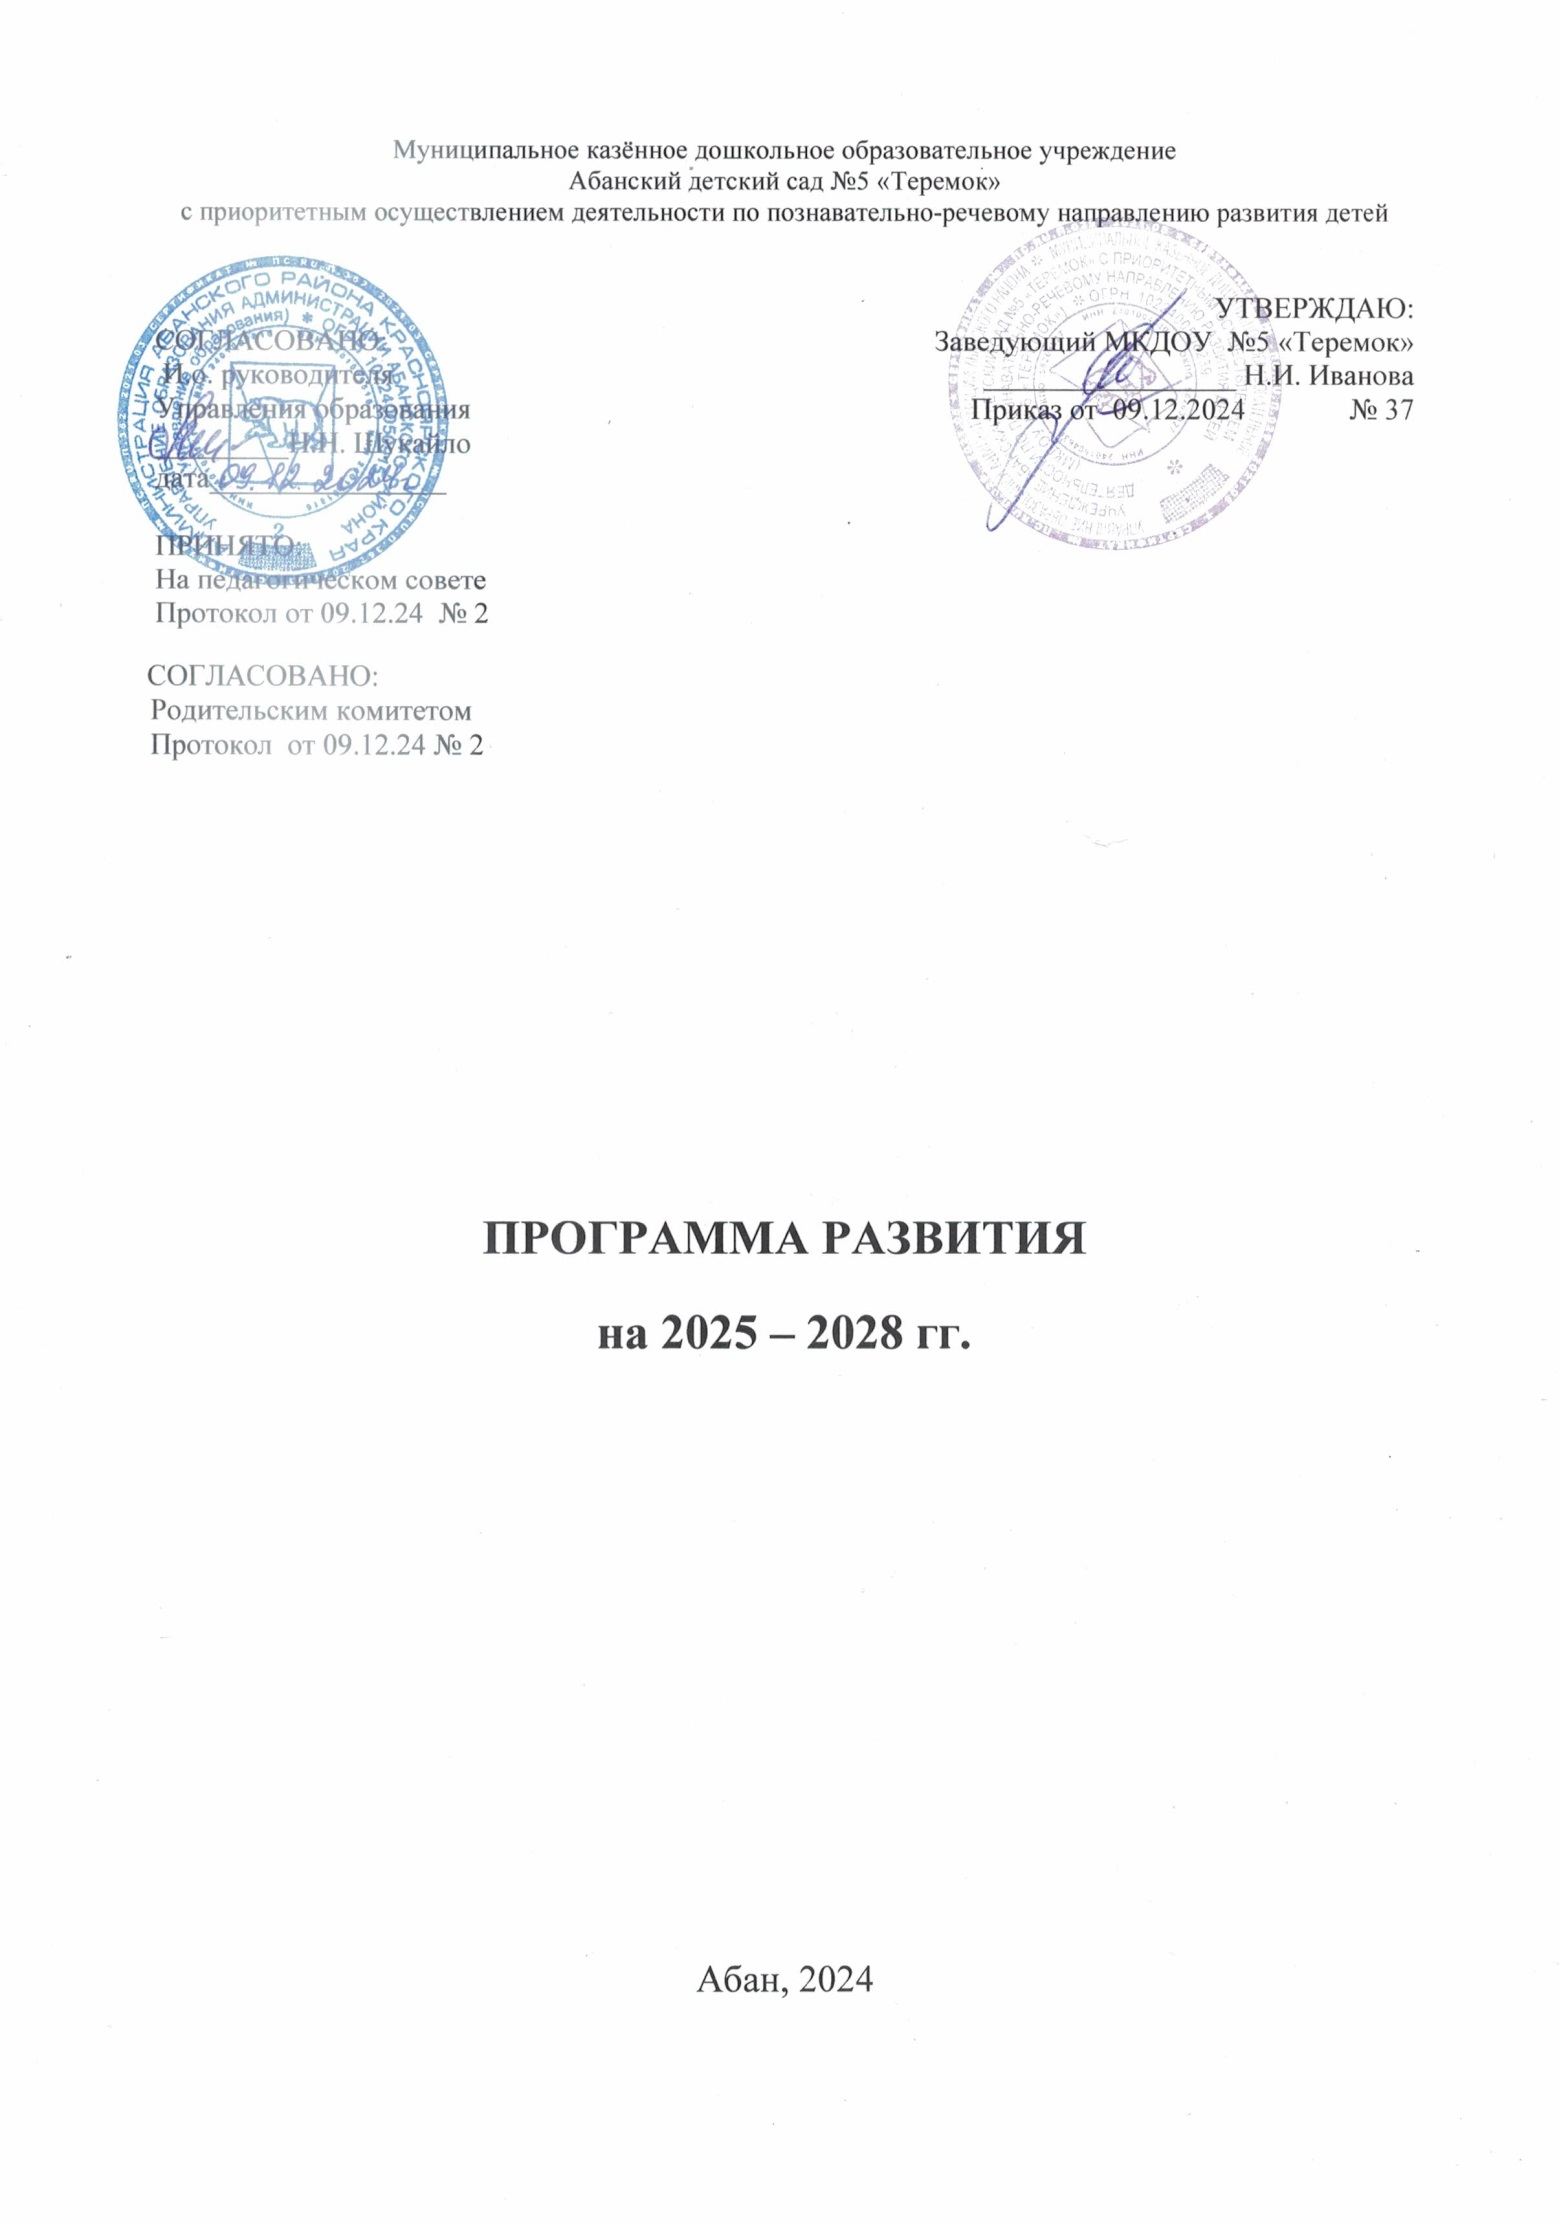 Муниципальное казённое дошкольное образовательное учреждение
Абанский детский сад №5 «Теремок»
с приоритетным осуществлением деятельности по познавательно-речевому направлению развития детей
СОГЛАСОВАНО:
И.о. руководителя
Управления образования
Н.Н. Шукайло
дата 09.12.2024г
ПРИНЯТО:
На педагогическом совете
Протокол от 09.12.24 № 2
СОГЛАСОВАНО:
Родительским комитетом
Протокол от 09.12.24 № 2
УТВЕРЖДАЮ:
Заведующий МКДОУ №5 «Теремок»
Н.И. Иванова
Приказ от 09.12.2024 № 37
ПРОГРАММА РАЗВИТИЯ
на 2025 – 2028 гг.
Абан, 2024